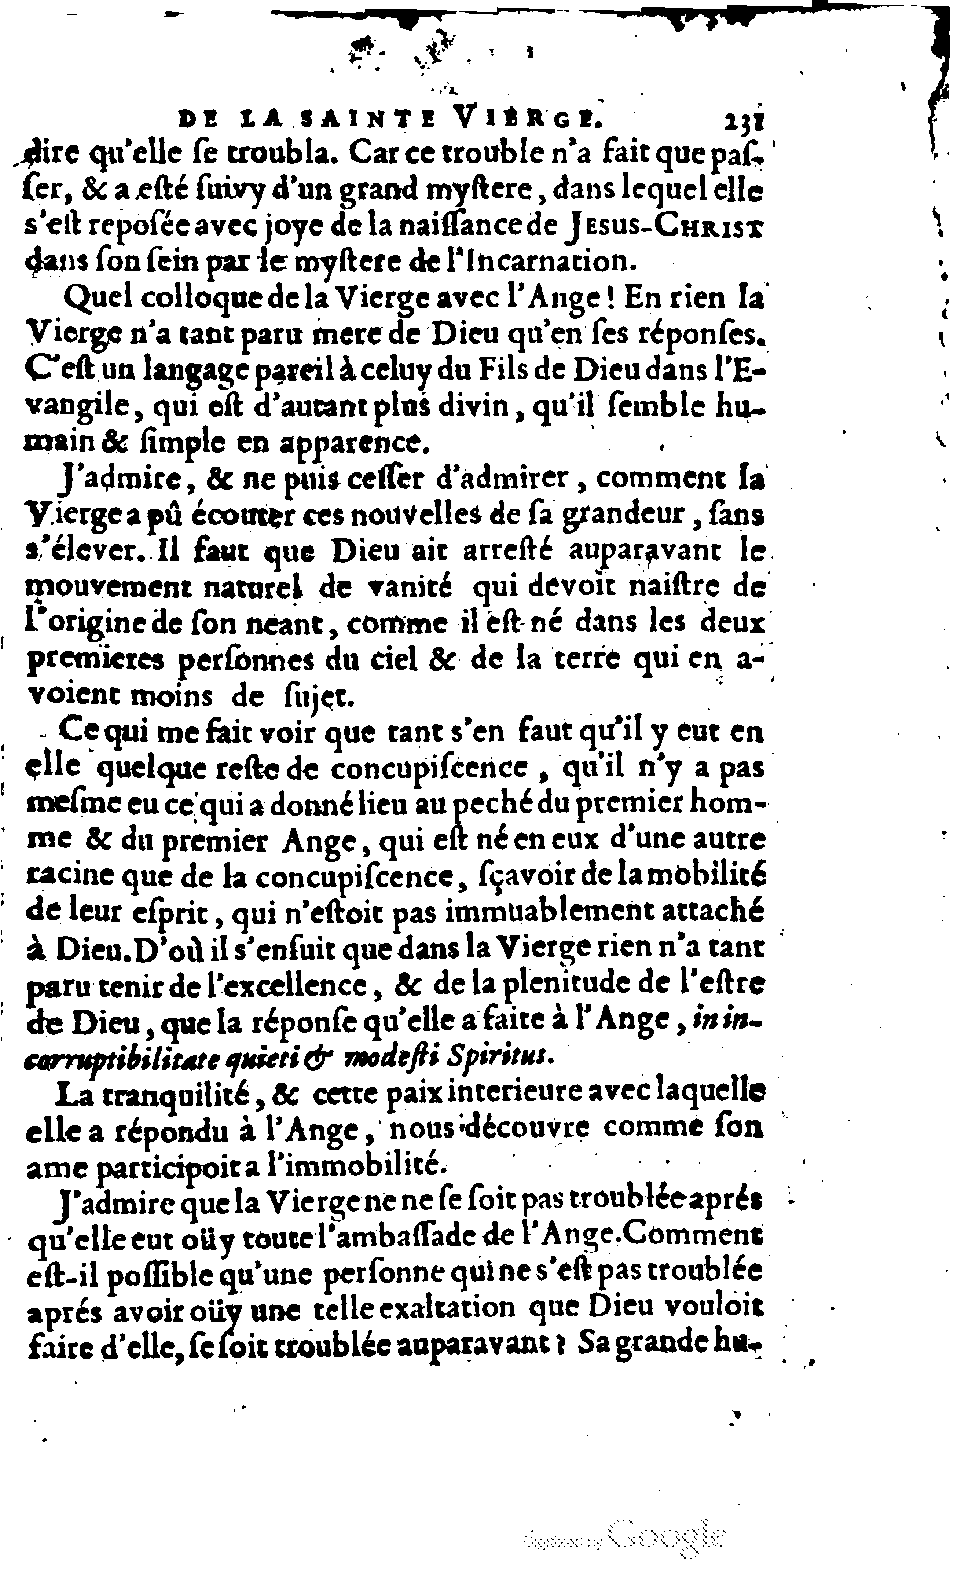 DE LA SAINTE VIERGE. 231
dire qu'elle ſe troubla. Car ce trouble n'a fait que paſ-
ſer, & a eſté ſuivy d'un grand myſtere, dans lequel elle
s'eſt repoſée avec joye de la naiſſance de JESUS-CHRIST
dans ſon ſein par le myſtere de l'Incarnation.
Quel colloque de la Vierge avec l'Ange ! En rien la
Vierge n'a tant paru mere de Dieu qu'en ſes réponſes.
C'eſt un langage pareil à celuy du Fils de Dieu dans l'E-
vangile, qui eſt d'autant plus divin, qu'il ſemble hu-
main & ſimple en apparence.
J'admire, & ne puis ceſſer d'admirer, comment la
Vierge a pû écouter ces nouvelles de ſa grandeur, ſans
s'élever. Il faut que Dieu ait arreſté auparavant le
mouvement naturel de vanité qui devoit naiſtre de
l'origine de ſon neant, comme il eſt né dans les deux
premieres perſonnes du ciel & de la terre qui en a-
voient moins de ſujet.
Ce qui me fait voir que tant s'en faut qu'il y eut en
elle quelque reſte de concupiſcence, qu'il n'y a pas
meſme eu ce qui a donné lieu au peché du premier hom-
me & du premier Ange, qui eſt né en eux d'une autre
racine que de la concupiſcence, ſçavoir de la mobilité
de leur eſprit, qui n'eſtoit pas immuablement attaché
à Dieu. D'où il s'enſuit que dans la Vierge rien n'a tant
paru tenir de l'excellence, & de la plenitude de l'eſtre
de Dieu, que la réponſe qu'elle a faite à l'Ange, in in-
corruptibilitate quieti & modeſti Spiritus.
La tranquilité, & cette paix interieure avec laquelle
elle a répondu à l'Ange, nous découvre comme ſon
ame participoit a l'immobilité.
J'admire que la Vierge ne ne ſe ſoit pas troublée aprés
qu'elle eut oüy toute l'ambaſſade de l'Ange. Comment
eſt-il poſſible qu'une perſonne qui ne s'eſt pas troublée
aprés avoir oüy une telle exaltation que Dieu vouloit
faire d'elle, ſe ſoit troublée auparavant ? Sa grande hu-
Digitized by Google